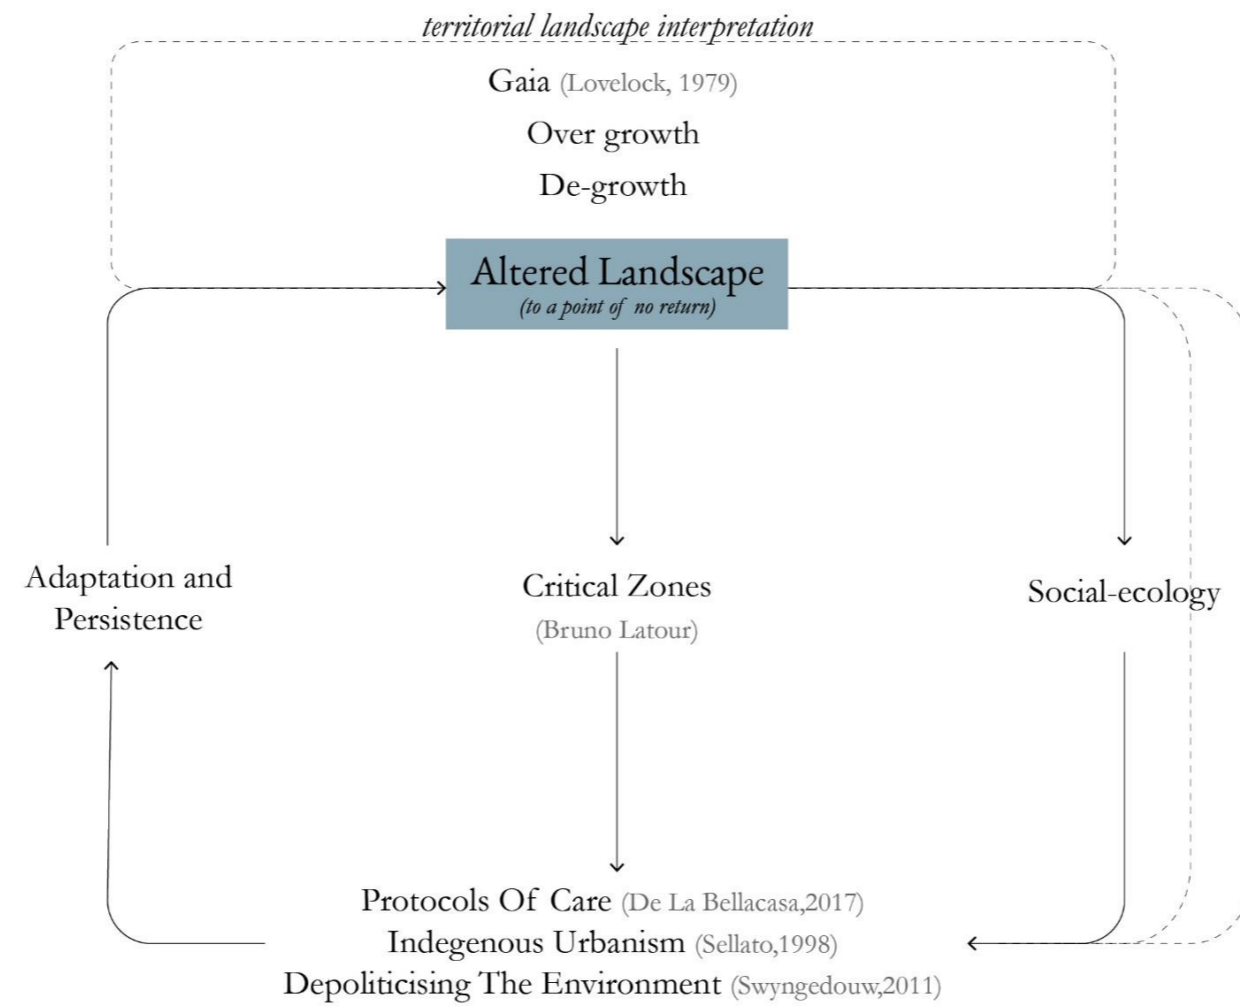 territorial landscape interpretation
Gaia (Lovelock, 1979)
Over growth
De-growth
Altered Landscape
(to a point of no return)
Adaptation and
Persistence
Critical Zones
(Bruno Latour)
Social-ecology
Protocols Of Care (De La Bellacasa,2017)
Indegenous Urbanism (Sellato,1998)
Depoliticising The Environment (Swyngedouw,2011)